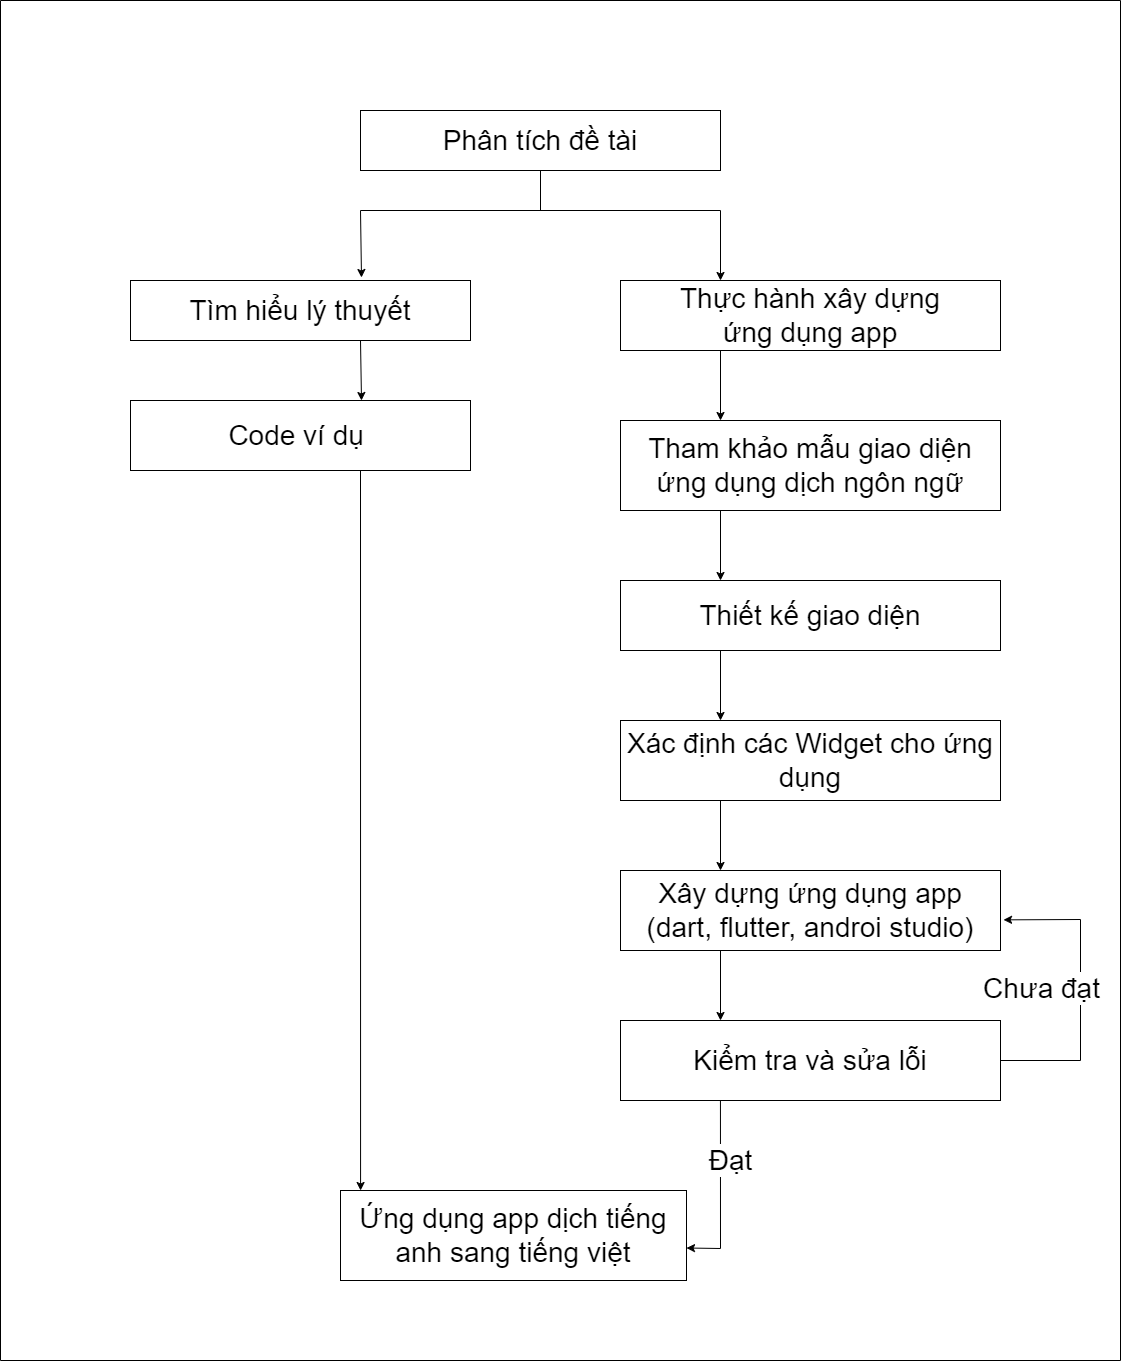 Phân tích đề tài
Tìm hiểu lý thuyết
Thực hành xây dựng
ứng dụng app
Code ví dụ
Tham khảo mẫu giao diện
ứng dụng dịch ngôn ngữ
Thiết kế giao diện
Xác định các Widget cho ứng
dụng
Xây dựng ứng dụng app
(dart, flutter, androi studio)
Chưa đạt
Kiểm tra và sửa lỗi
Đạt
Ứng dụng app dịch tiếng
anh sang tiếng việt